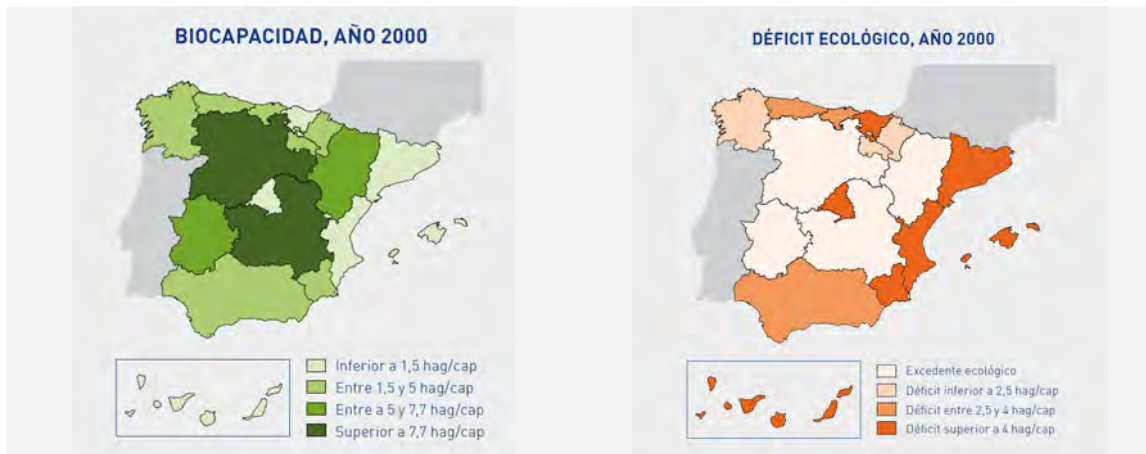 BIOCAPACIDAD, AÑO 2000
Inferior a 1,5 hag/cap
Entre 1,5 y 5 hag/cap
Entre a 5 y 7,7 hag/cap
Superior a 7,7 hag/cap
DÉFICIT ECOLÓGICO, AÑO 2000
Excedente ecológico
Déficit inferior a 2,5 hag/cap
Déficit entre 2,5 y 4 hag/cap
Déficit superior a 4 hag/cap